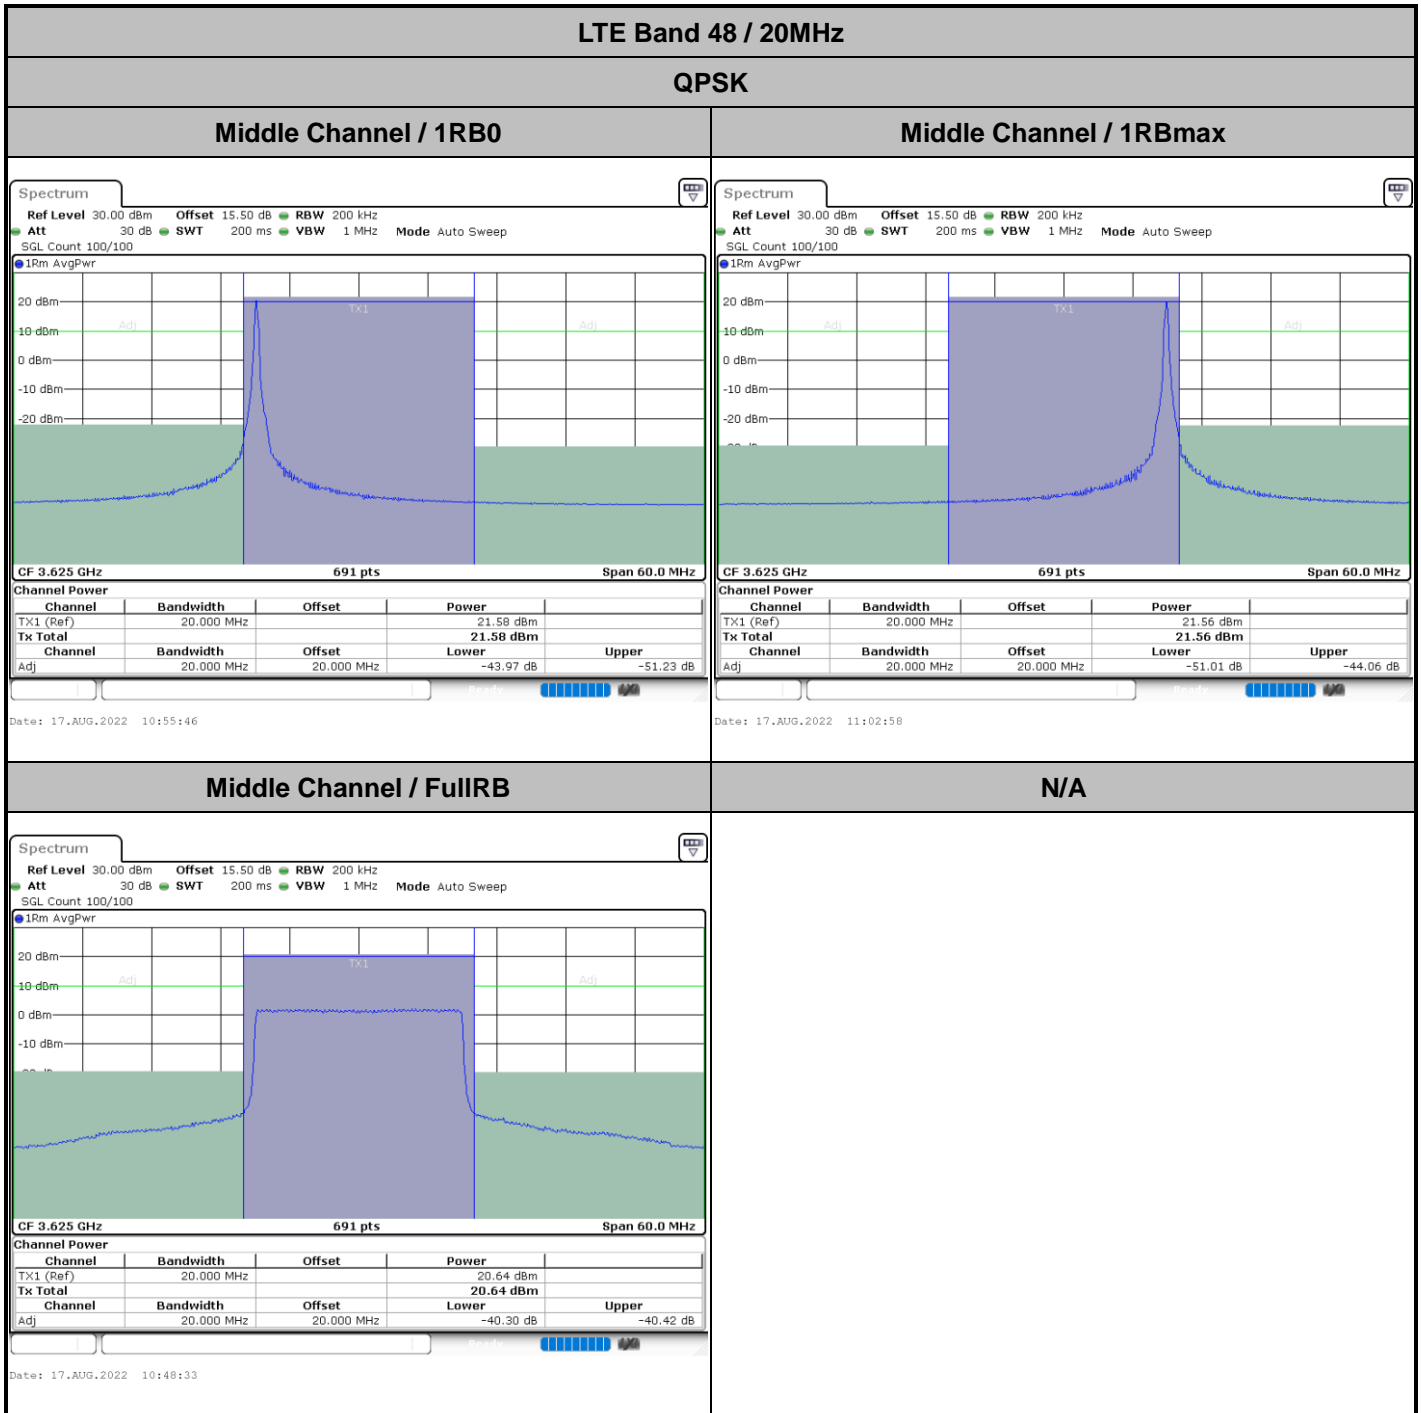 LTE Band 48 / 20MHz
QPSK
Middle Channel / 1RB0
Middle Channel / 1RBmax
Spectrum
Ref Level 30.00 dBm Offset 15.50 dB RBW 200 kHz
Att 30 dB SWT 200 ms VBW 1 MHz Mode Auto Sweep
SGL Count 100/100
1Rm AvgPwr
20 dBm
10 dBm
0 dBm
-10 dBm
-20 dBm
Adj
TX1
Adj
CF 3.625 GHz 691 pts Span 60.0 MHz
Channel Power
Channel Bandwidth Offset Power
TX1 (Ref) 20.000 MHz 21.58 dBm
Tx Total 21.58 dBm
Channel Bandwidth Offset Lower Upper
Adj 20.000 MHz 20.000 MHz -43.97 dB -51.23 dB
Ready
Date: 17.AUG.2022 10:55:46
Spectrum
Ref Level 30.00 dBm Offset 15.50 dB RBW 200 kHz
Att 30 dB SWT 200 ms VBW 1 MHz Mode Auto Sweep
SGL Count 100/100
1Rm AvgPwr
20 dBm
10 dBm
0 dBm
-10 dBm
-20 dBm
Adj
TX1
Adj
CF 3.625 GHz 691 pts Span 60.0 MHz
Channel Power
Channel Bandwidth Offset Power
TX1 (Ref) 20.000 MHz 21.56 dBm
Tx Total 21.56 dBm
Channel Bandwidth Offset Lower Upper
Adj 20.000 MHz 20.000 MHz -51.01 dB -44.06 dB
Ready
Date: 17.AUG.2022 11:02:58
Middle Channel / FullRB
N/A
Spectrum
Ref Level 30.00 dBm Offset 15.50 dB RBW 200 kHz
Att 30 dB SWT 200 ms VBW 1 MHz Mode Auto Sweep
SGL Count 100/100
1Rm AvgPwr
20 dBm
10 dBm
0 dBm
-10 dBm
Adj
TX1
Adj
CF 3.625 GHz 691 pts Span 60.0 MHz
Channel Power
Channel Bandwidth Offset Power
TX1 (Ref) 20.000 MHz 20.64 dBm
Tx Total 20.64 dBm
Channel Bandwidth Offset Lower Upper
Adj 20.000 MHz 20.000 MHz -40.30 dB -40.42 dB
Ready
Date: 17.AUG.2022 10:48:33